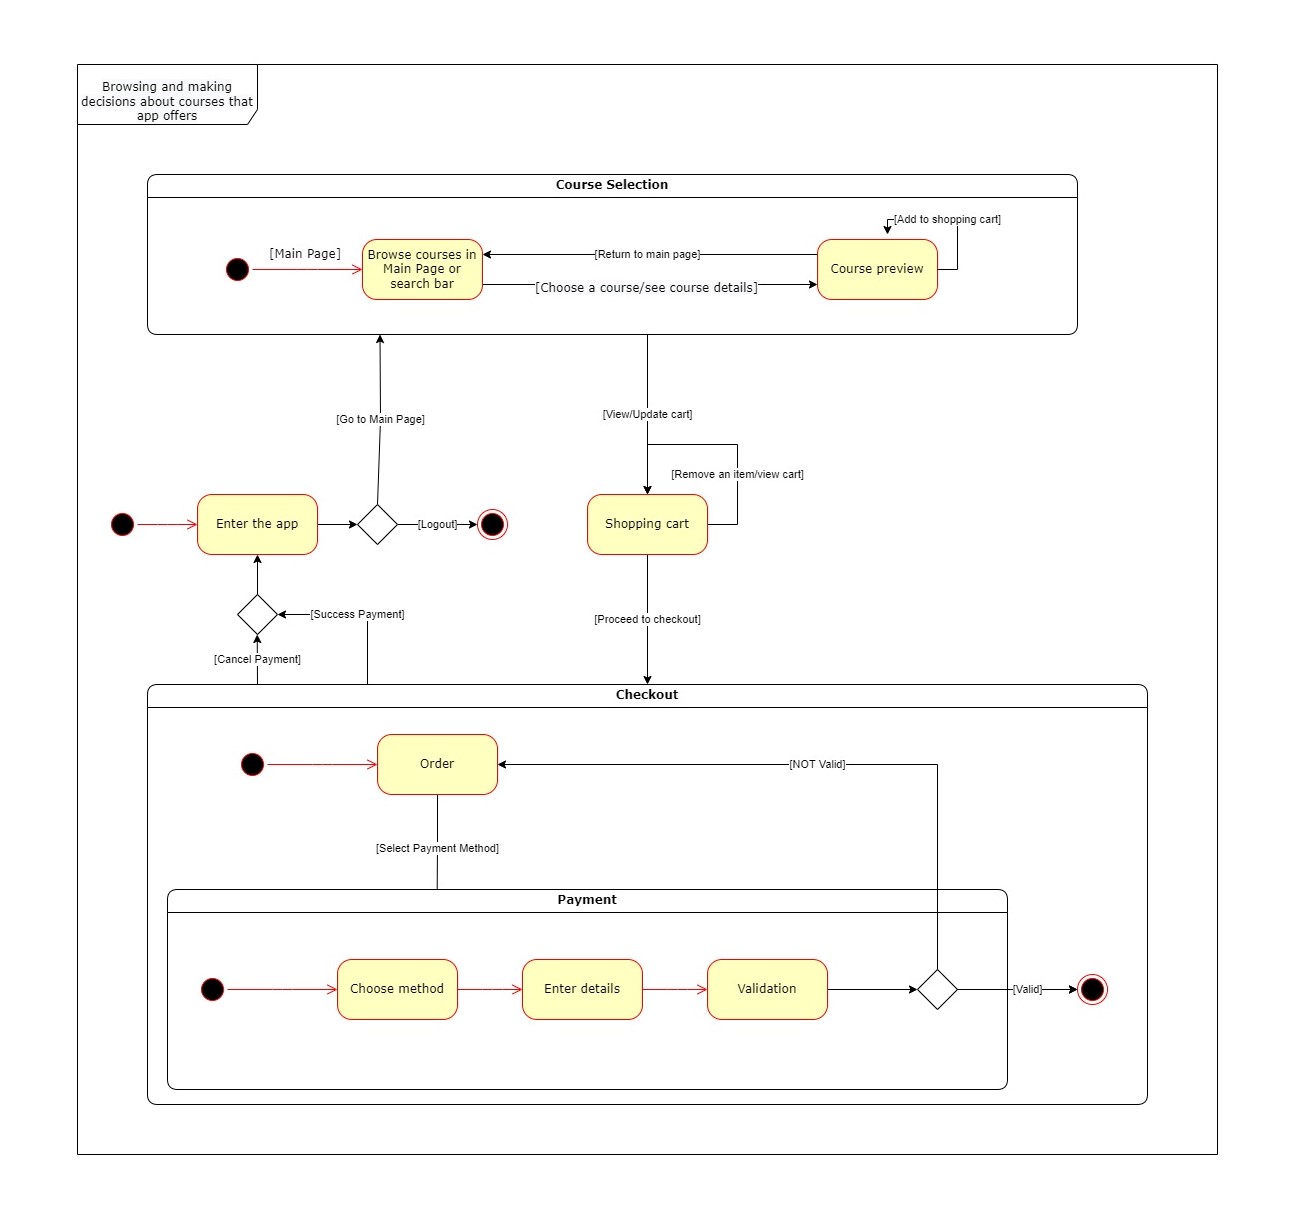 Browsing and making
decisions about courses that
app offers
Course Selection
[Add to shopping cart]
[Main Page]
Browse courses in
Main Page or
search bar
[Return to main page]
Course preview
[Choose a course/see course details]
[Go to Main Page]
[View/Update cart]
[Remove an item/view cart]
Enter the app
[Logout]
Shopping cart
[Success Payment]
[Proceed to checkout]
[Cancel Payment]
Checkout
Order
[NOT Valid]
[Select Payment Method]
Payment
Choose method
Enter details
Validation
[Valid]